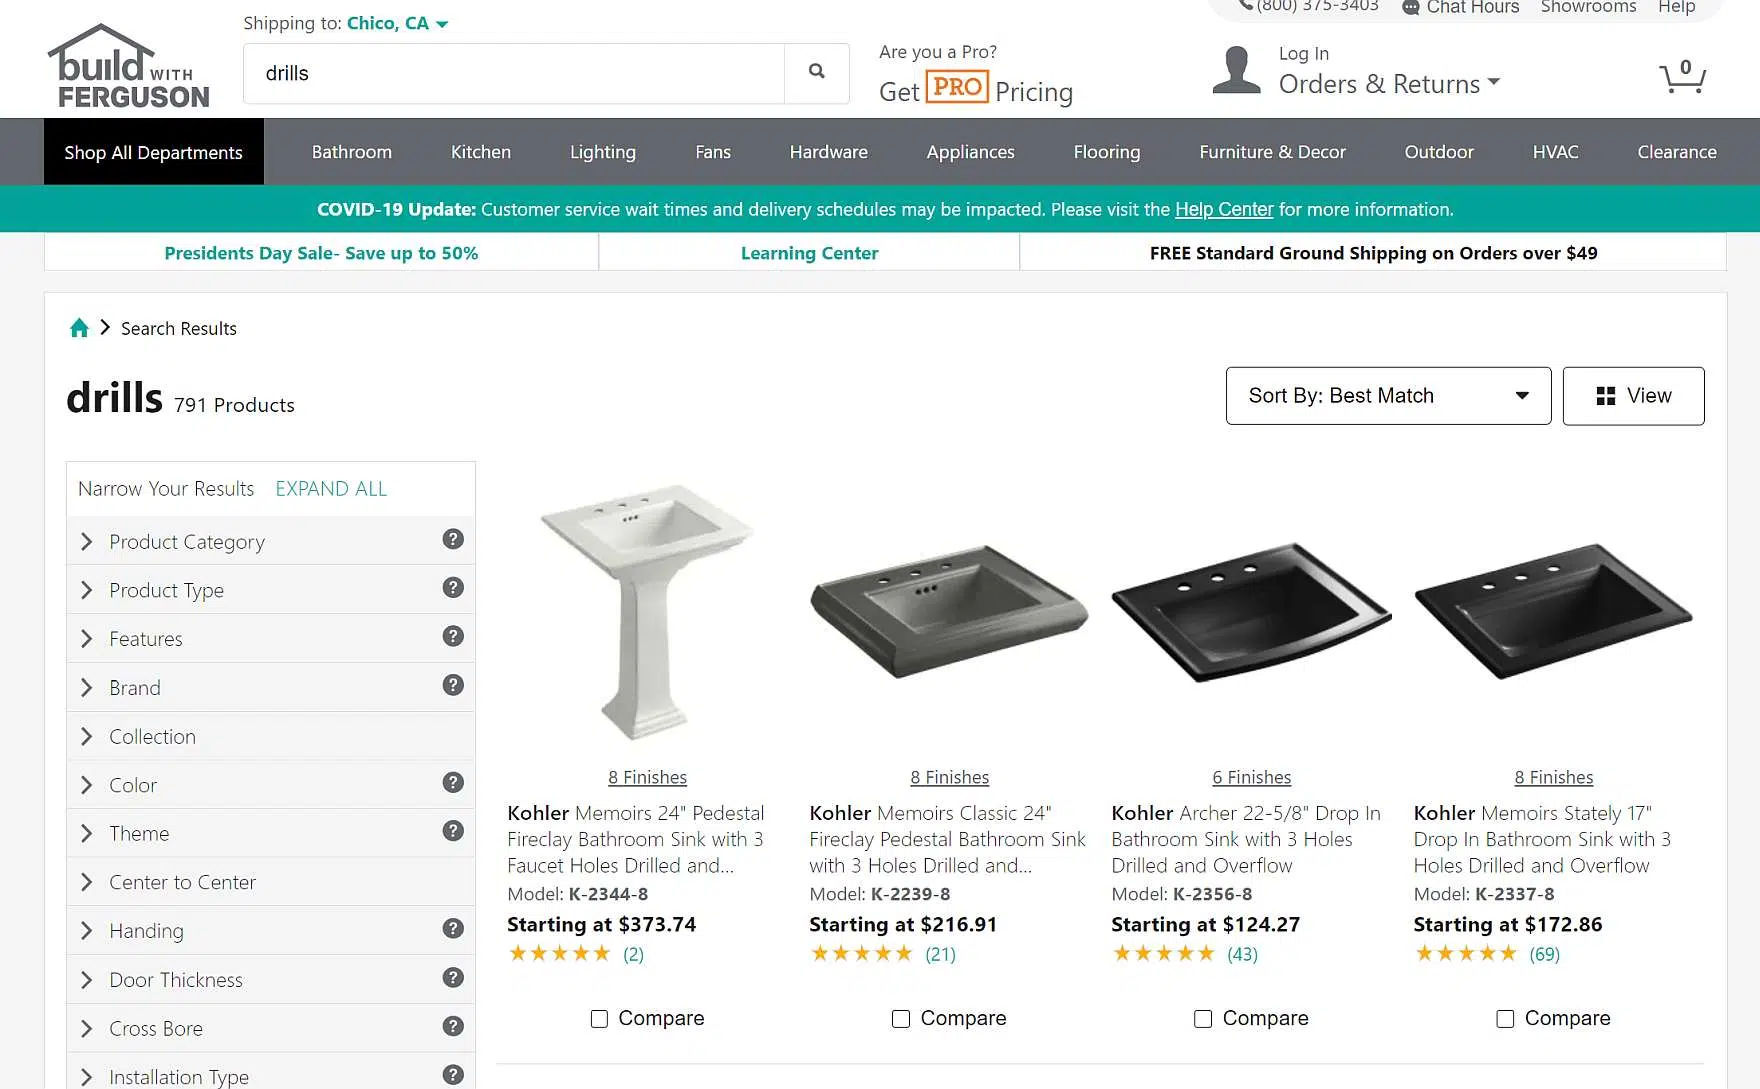 Shipping to: Chico, CA
(800) 375-3403 Chat Hours Showrooms Help
build WITH
FERGUSON
drills
Are you a Pro?
Get PRO Pricing
Log In
Orders & Returns
0
Shop All Departments Bathroom Kitchen Lighting Fans Hardware Appliances Flooring Furniture & Decor Outdoor HVAC Clearance
COVID-19 Update: Customer service wait times and delivery schedules may be impacted. Please visit the Help Center for more information.
Presidents Day Sale- Save up to 50% Learning Center FREE Standard Ground Shipping on Orders over $49
Search Results
drills 791 Products
Sort By: Best Match View
Narrow Your Results EXPAND ALL
Product Category ?
Product Type ?
Features ?
Brand ?
Collection
Color ?
Theme ?
Center to Center
Handing ?
Door Thickness ?
Cross Bore ?
Installation Type ?
8 Finishes
Kohler Memoirs 24" Pedestal
Fireclay Bathroom Sink with 3
Faucet Holes Drilled and...
Model: K-2344-8
Starting at $373.74
(2)
Compare
8 Finishes
Kohler Memoirs Classic 24"
Fireclay Pedestal Bathroom Sink
with 3 Holes Drilled and...
Model: K-2239-8
Starting at $216.91
(21)
Compare
6 Finishes
Kohler Archer 22-5/8" Drop In
Bathroom Sink with 3 Holes
Drilled and Overflow
Model: K-2356-8
Starting at $124.27
(43)
Compare
8 Finishes
Kohler Memoirs Stately 17"
Drop In Bathroom Sink with 3
Holes Drilled and Overflow
Model: K-2337-8
Starting at $172.86
(69)
Compare